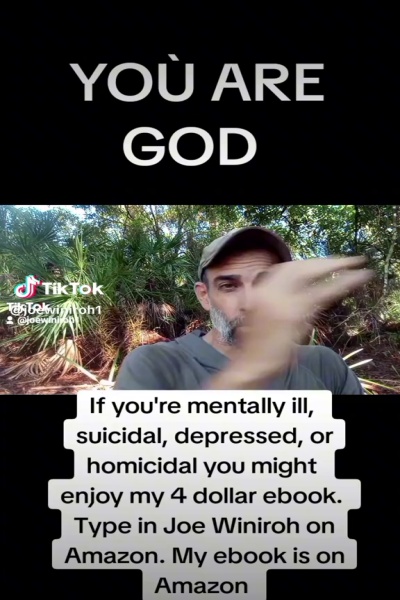 YOÙ ARE
GOD
TikTok
@joewiniroh1
If you're mentally ill,
suicidal, depressed, or
homicidal you might
enjoy my 4 dollar ebook.
Type in Joe Winiroh on
Amazon. My ebook is on
Amazon